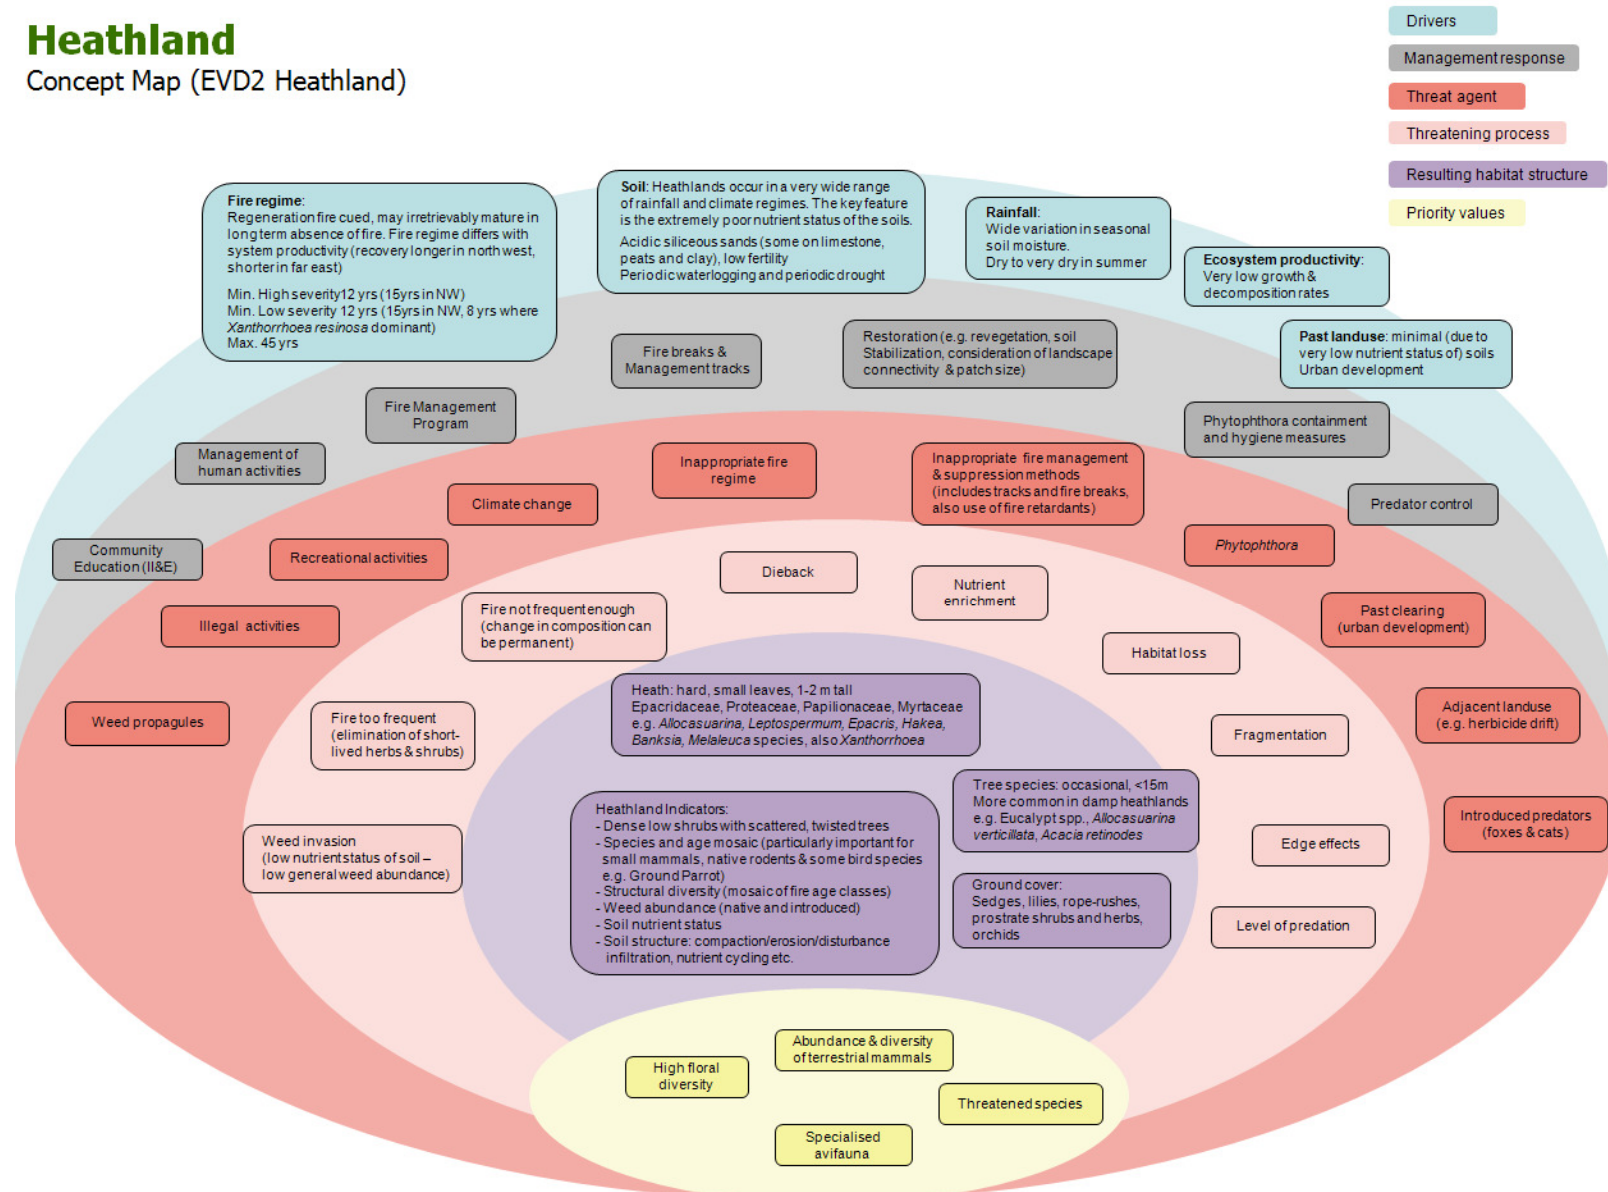 Heathland
Concept Map (EVD2 Heathland)
Drivers
Management response
Threat agent
Threatening process
Resulting habitat structure
Priority values
Fire regime:
Regeneration fire cued, may irretrievably mature in
long term absence of fire. Fire regime differs with
system productivity (recovery longer in north west,
shorter in far east)
Min. High severity12 yrs (15yrs in NW)
Min. Low severity 12 yrs (15yrs in NW, 8 yrs where
Xanthorrhoea resinosa dominant)
Max. 45 yrs
Soil: Heathlands occur in a very wide range
of rainfall and climate regimes. The key feature
is the extremely poor nutrient status of the soils.
Acidic siliceous sands (some on limestone,
peats and clay), low fertility
Periodic waterlogging and periodic drought
Rainfall:
Wide variation in seasonal
soil moisture.
Dry to very dry in summer
Ecosystem productivity:
Very low growth &
decomposition rates
Past landuse: minimal (due to
very low nutrient status of) soils
Urban development
Fire breaks &
Management tracks
Restoration (e.g. revegetation, soil
Stabilization, consideration of landscape
connectivity & patch size)
Fire Management
Program
Phytophthora containment
and hygiene measures
Management of
human activities
Predator control
Community
Education (II&E)
Inappropriate fire
regime
Inappropriate fire management
& suppression methods
(includes tracks and fire breaks,
also use of fire retardants)
Climate change
Phytophthora
Recreational activities
Illegal activities
Past clearing
(urban development)
Weed propagules
Adjacent landuse
(e.g. herbicide drift)
Introduced predators
(foxes & cats)
Dieback
Nutrient
enrichment
Fire not frequent enough
(change in composition can
be permanent)
Habitat loss
Fire too frequent
(elimination of short-
lived herbs & shrubs)
Fragmentation
Weed invasion
(low nutrient status of soil –
low general weed abundance)
Edge effects
Level of predation
Heath: hard, small leaves, 1-2 m tall
Epacridaceae, Proteaceae, Papilionaceae, Myrtaceae
e.g. Allocasuarina, Leptospermum, Epacris, Hakea,
Banksia, Melaleuca species, also Xanthorrhoea
Tree species: occasional, <15m
More common in damp heathlands
e.g. Eucalypt spp., Allocasuarina
verticillata, Acacia retinodes
Heathland Indicators:
- Dense low shrubs with scattered, twisted trees
- Species and age mosaic (particularly important for
small mammals, native rodents & some bird species
e.g. Ground Parrot)
- Structural diversity (mosaic of fire age classes)
- Weed abundance (native and introduced)
- Soil nutrient status
- Soil structure: compaction/erosion/disturbance
infiltration, nutrient cycling etc.
Ground cover:
Sedges, lilies, rope-rushes,
prostrate shrubs and herbs,
orchids
Abundance & diversity
of terrestrial mammals
High floral
diversity
Threatened species
Specialised
avifauna